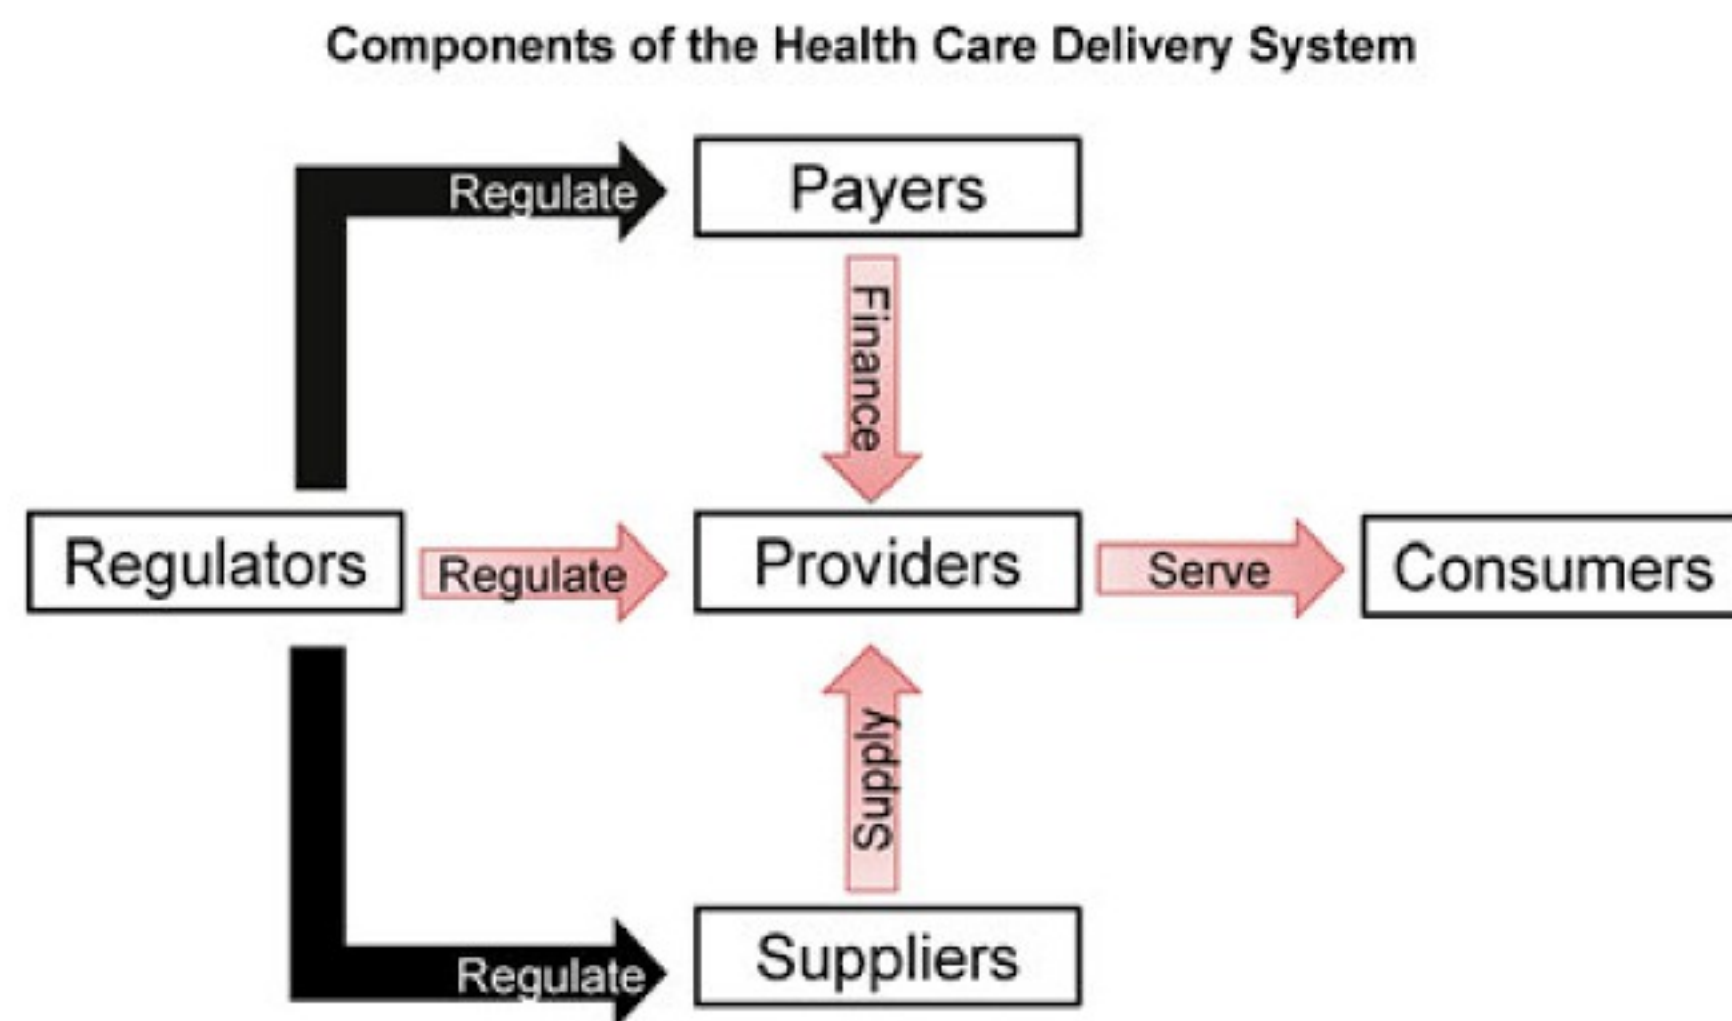 Components of the Health Care Delivery System
Regulate
Payers
Finance
Regulators
Regulate
Providers
Serve
Consumers
Supply
Regulate
Suppliers